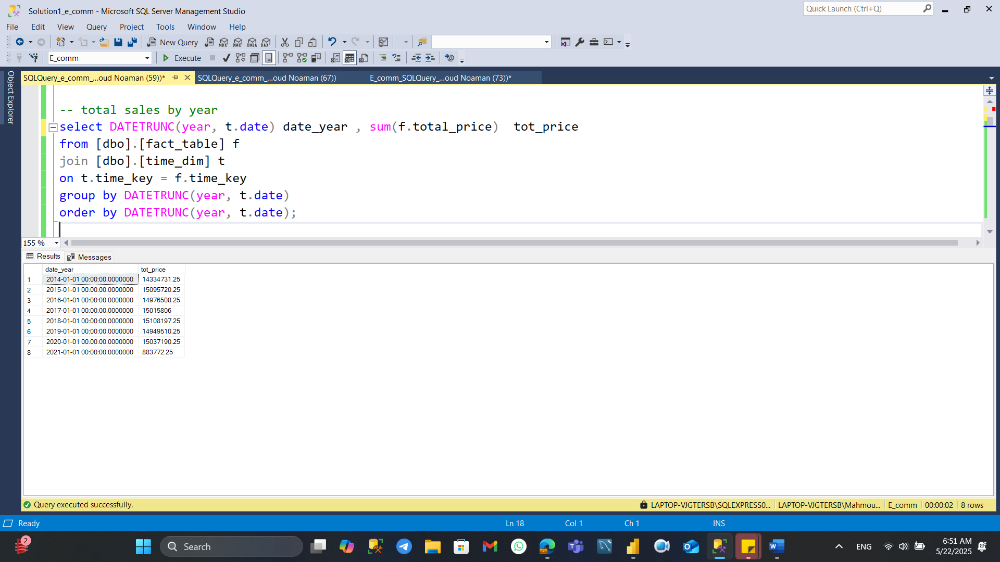 Solution1_e_comm - Microsoft SQL Server Management Studio
Quick Launch (Ctrl+Q)
File Edit View Query Project Tools Window Help
New Query MDX DMX XMLA DAX
E_comm Execute
SQLQuery_e_comm_...oud Noaman (59))* SQLQuery_e_comm_...oud Noaman (67)) E_comm_SQLQuery_...oud Noaman (73))*
Object Explorer
-- total sales by year
select DATETRUNC(year, t.date) date_year , sum(f.total_price)  tot_price
from [dbo].[fact_table] f
join [dbo].[time_dim] t
on t.time_key = f.time_key
group by DATETRUNC(year, t.date)
order by DATETRUNC(year, t.date);
155 %
Results Messages
date_year tot_price
1 2014-01-01 00:00:00.0000000 14334731.25
2 2015-01-01 00:00:00.0000000 15095720.25
3 2016-01-01 00:00:00.0000000 14976508.25
4 2017-01-01 00:00:00.0000000 15015806
5 2018-01-01 00:00:00.0000000 15108197.25
6 2019-01-01 00:00:00.0000000 14949510.25
7 2020-01-01 00:00:00.0000000 15037190.25
8 2021-01-01 00:00:00.0000000 883772.25
Query executed successfully. LAPTOP-VJGTERSB\SQLEXPRESS0... LAPTOP-VJGTERSB\Mahmou... E_comm 00:00:02 8 rows
Ready Ln 18 Col 1 Ch 1 INS
2 Search ENG 6:51 AM
5/22/2025